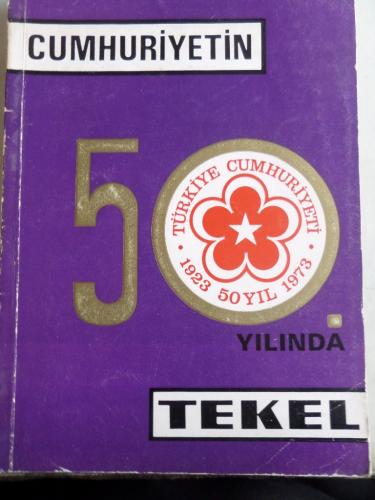 CUMHURİYETİN
50.
TÜRKİYE CUMHURİYETİ
1923 50 YIL 1973
YILINDA
TEKEL